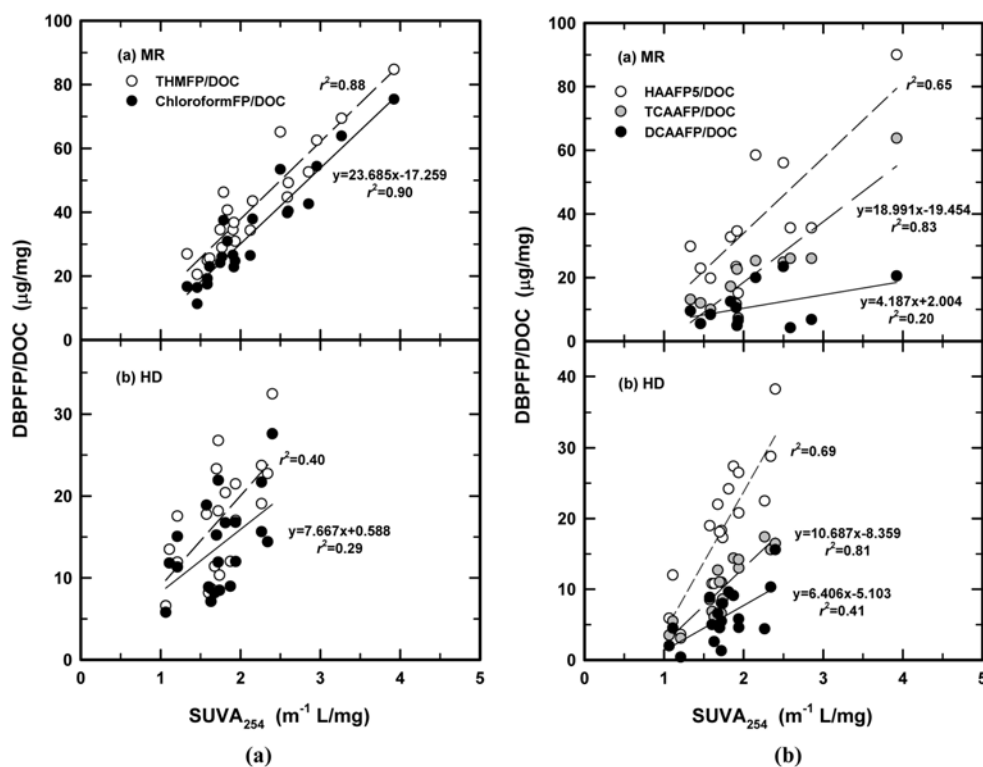 (a) MR
THMFP/DOC
ChloroformFP/DOC
r²=0.88
y=23.685x-17.259
r²=0.90
100
80
60
40
20
0
(b) HD
r²=0.40
y=7.667x+0.588
r²=0.29
30
20
10
0
DBPFP/DOC (µg/mg)
0 1 2 3 4 5
SUVA₂₅₄ (m⁻¹ L/mg)
(a)
(a) MR
HAAFP5/DOC
TCAAFP/DOC
DCAAFP/DOC
r²=0.65
y=18.991x-19.454
r²=0.83
y=4.187x+2.004
r²=0.20
100
80
60
40
20
0
(b) HD
r²=0.69
y=10.687x-8.359
r²=0.81
y=6.406x-5.103
r²=0.41
40
30
20
10
0
DBPFP/DOC (µg/mg)
0 1 2 3 4 5
SUVA₂₅₄ (m⁻¹ L/mg)
(b)